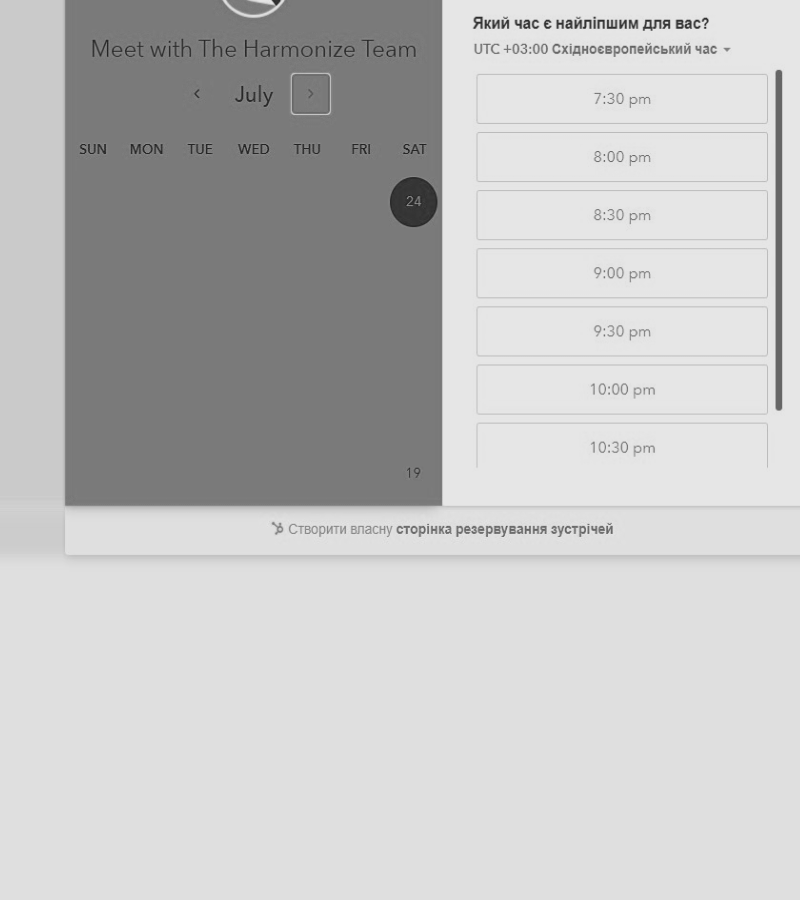 Meet with The Harmonize Team
July
SUN MON TUE WED THU FRI SAT
24
19
Який час є найліпшим для вас?
UTC +03:00 Східноєвропейський час
7:30 pm
8:00 pm
8:30 pm
9:00 pm
9:30 pm
10:00 pm
10:30 pm
Створити власну сторінка резервування зустрічей